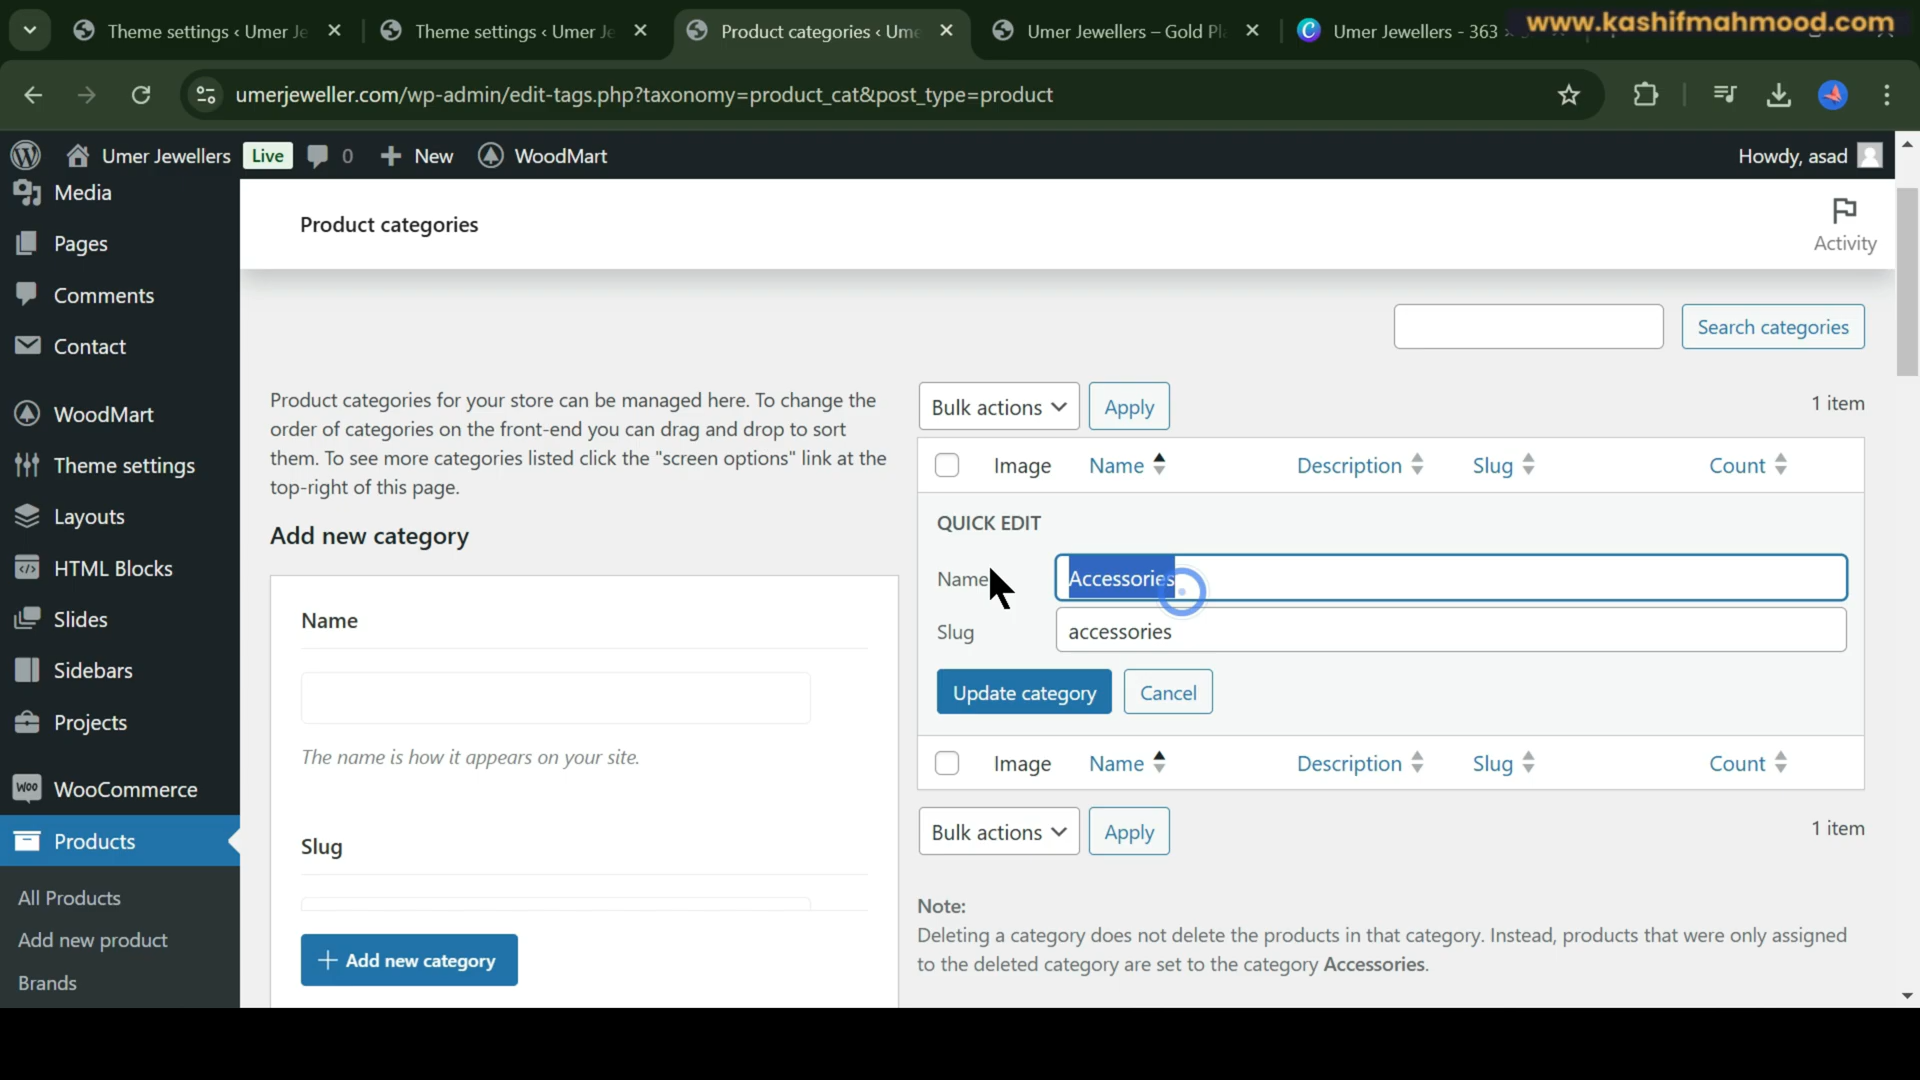 Theme settings ‹ Umer Je
Theme settings ‹ Umer Je
Product categories ‹ Ume
Umer Jewellers – Gold Pl
Umer Jewellers - 363
www.kashifmahmood.com
umerjeweller.com/wp-admin/edit-tags.php?taxonomy=product_cat&post_type=product
Umer Jewellers
Live
0
New
WoodMart
Howdy, asad
Media
Pages
Comments
Contact
WoodMart
Theme settings
Layouts
HTML Blocks
Slides
Sidebars
Projects
WooCommerce
Products
All Products
Add new product
Brands
Product categories
Activity
Search categories
Product categories for your store can be managed here. To change the
order of categories on the front-end you can drag and drop to sort
them. To see more categories listed click the "screen options" link at the
top-right of this page.
Add new category
Name
The name is how it appears on your site.
Slug
Add new category
Bulk actions
Apply
1 item
Image
Name
Description
Slug
Count
QUICK EDIT
Name
Accessories
Slug
accessories
Update category
Cancel
Image
Name
Description
Slug
Count
Bulk actions
Apply
1 item
Note:
Deleting a category does not delete the products in that category. Instead, products that were only assigned
to the deleted category are set to the category Accessories.